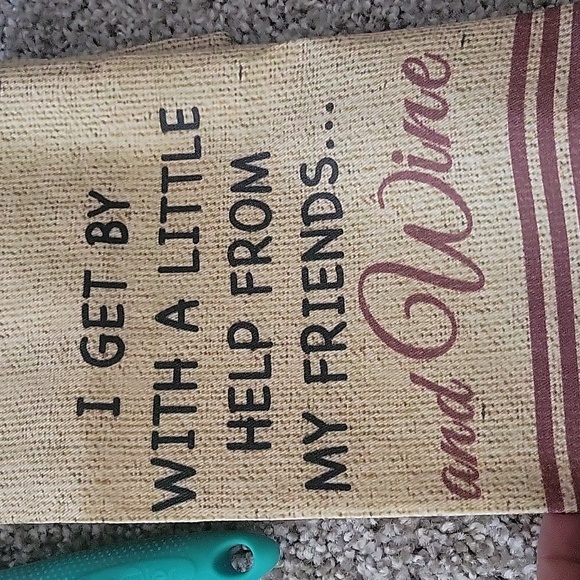 I GET BY
WITH A LITTLE
HELP FROM
MY FRIENDS...
and Wine